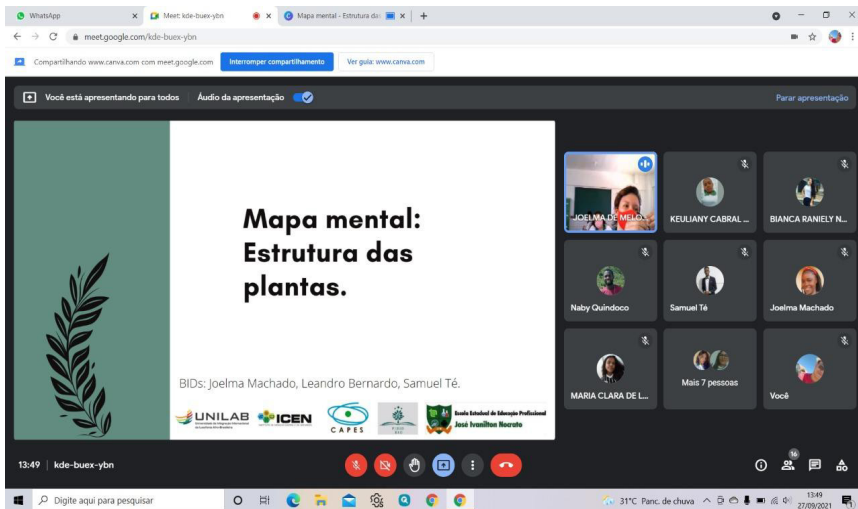 WhatsApp
Meet: kde-buex-ybn
Mapa mental - Estrutura das
meet.google.com/kde-buex-ybn
Compartilhando www.canva.com com meet.google.com
Interromper compartilhamento
Ver guia: www.canva.com
Você está apresentando para todos
Áudio da apresentação
Parar apresentação
Mapa mental:
Estrutura das
plantas.
BIDs: Joelma Machado, Leandro Bernardo, Samuel Té.
UNILAB
ICEN
CAPES
Escola Estadual de Educação Profissional
José Ivanilton Nocrato
JOELMA DE MELO...
KEULIANY CABRAL ...
BIANCA RANIELY N...
Naby Quindoco
Samuel Té
Joelma Machado
MARIA CLARA DE L...
Mais 7 pessoas
Você
13:49
kde-buex-ybn
16
Digite aqui para pesquisar
31°C Panc. de chuva
13:49
27/09/2021